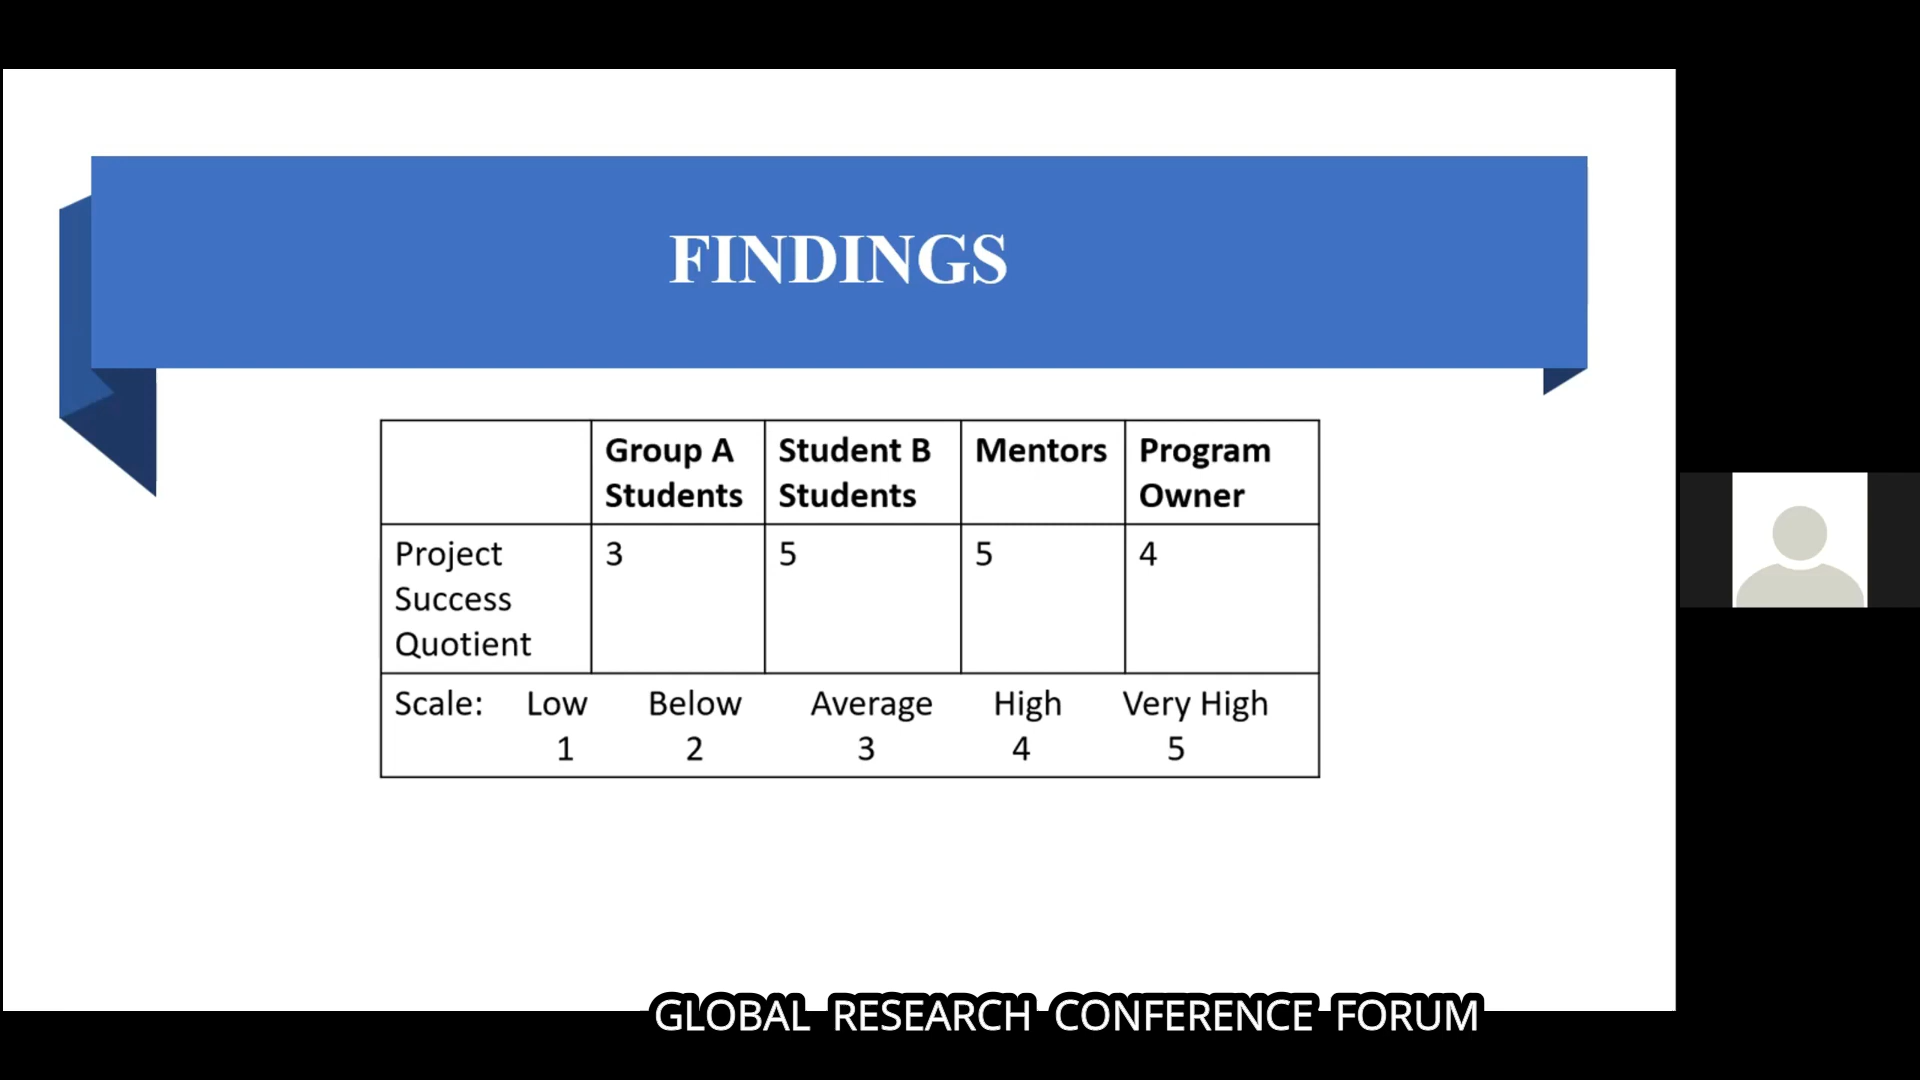 FINDINGS
Group A Student B Mentors Program
Students Students Owner
Project 3 5 5 4
Success
Quotient
Scale: Low Below Average High Very High
1 2 3 4 5
GLOBAL RESEARCH CONFERENCE FORUM